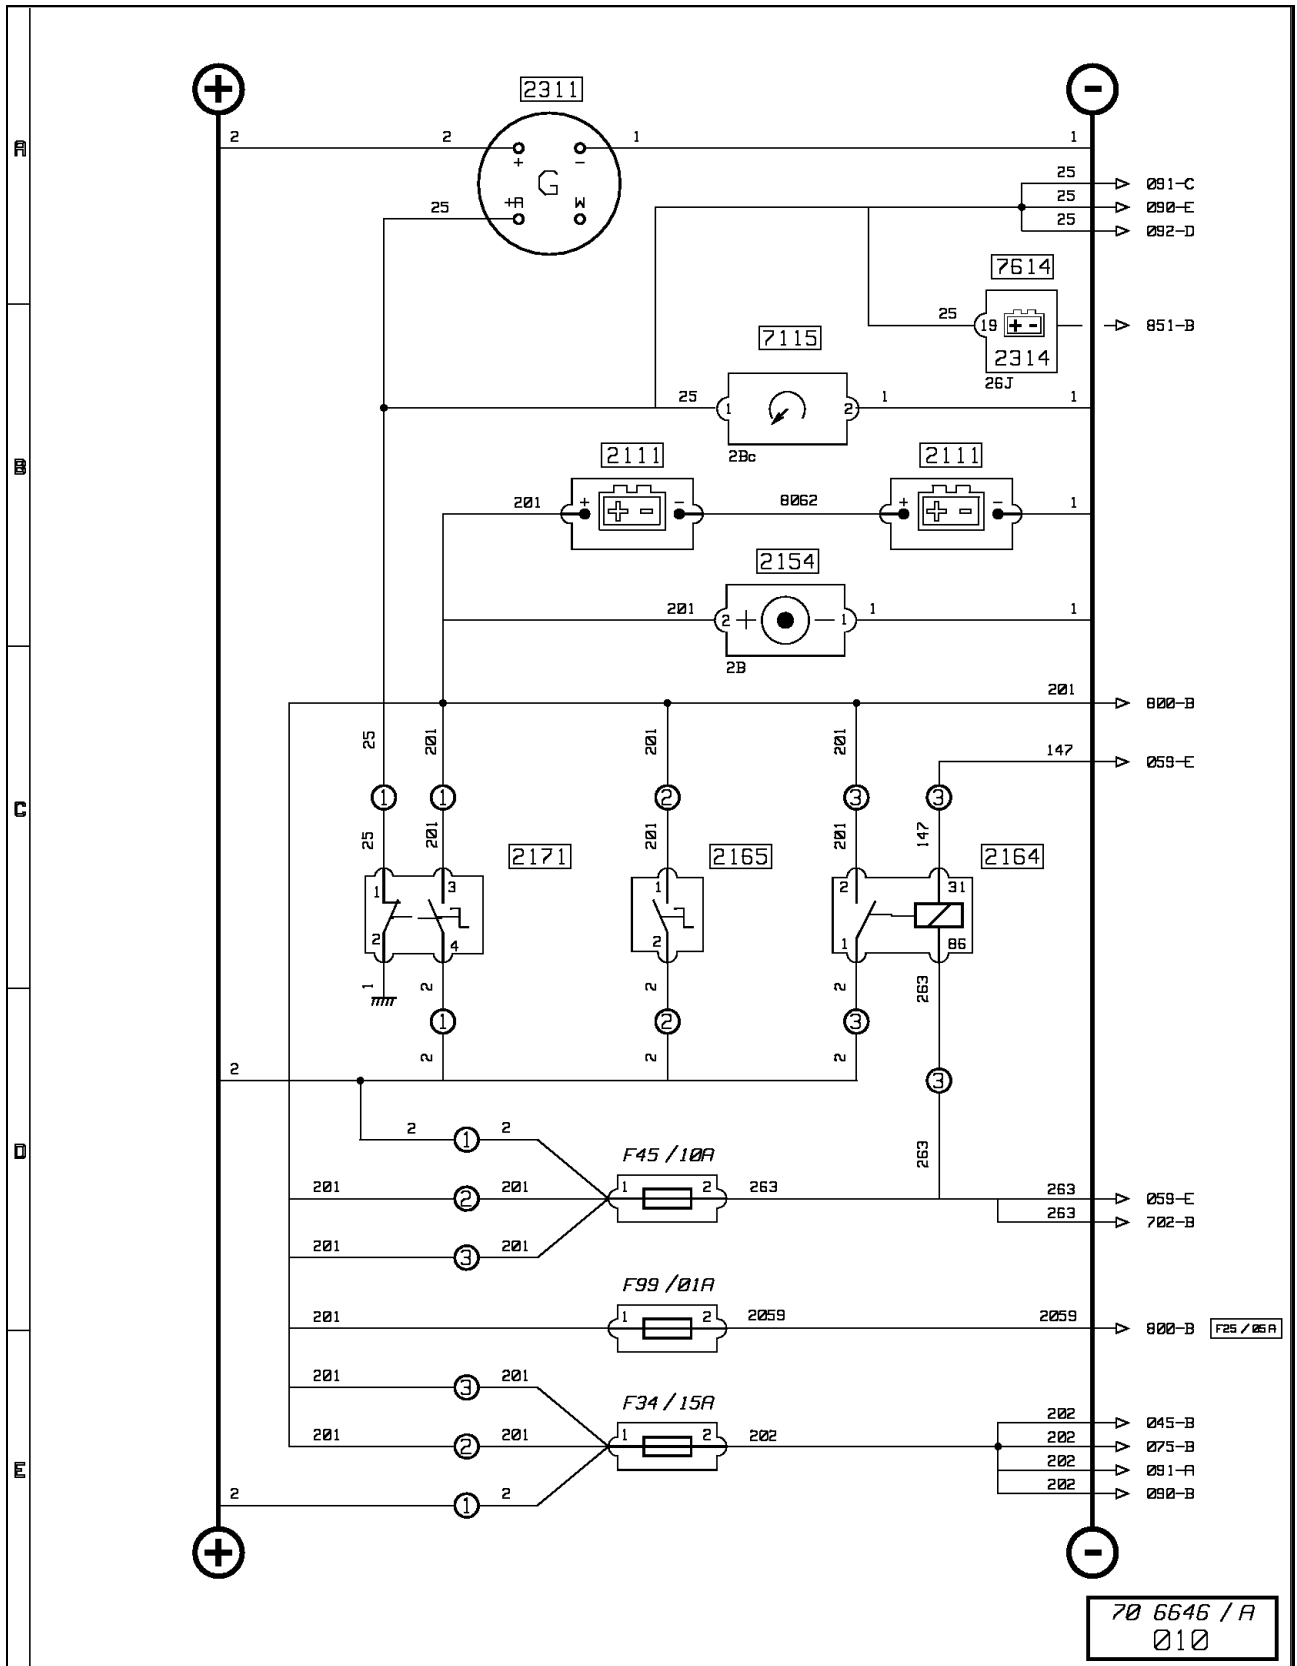 + -
2311
2 2 1 1
+ -
G
+A W
25
A
25 091-C
25 090-E
25 092-D
7614
25 19 + - 851-B
2314
26J
7115
25 1 2 1 1
2Bc
B
2111 2111
201 + + - - 8062 + + - - 1
2154
201 2 + - 1 1 1
2B
201 800-B
25 201 201 201
147 059-E
C
1 1 2 3 3
25 201 201 201 147
2171 2165 2164
1 3 1 2 31
2 4 2 1 86
1 2 2 2 263
1 2 3
2 2 2 2
3
D
2 1 2
F45 /10A
263
201 2 201 1 2 263 263 059-E
263 702-B
201 3 201
F99 /01A
201 1 2 2059 2059 800-B F25 / 05A
201 3 201
F34 /15A
202 045-B
201 2 201 1 2 202 202 075-B
E
202 091-A
202 090-B
2 1 2
+ -
70 6646 / A
010